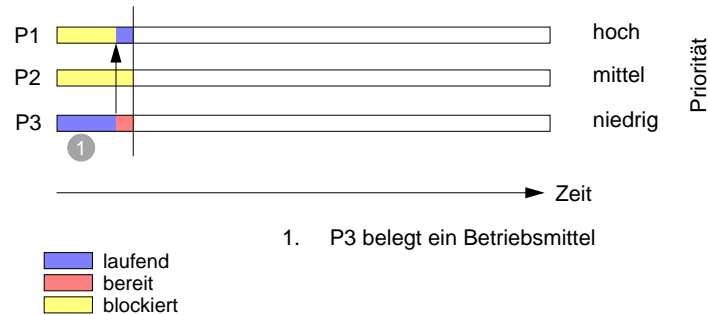 P1 hoch
P2 mittel
P3 niedrig
Priorität
1
Zeit
1. P3 belegt ein Betriebsmittel
laufend
bereit
blockiert